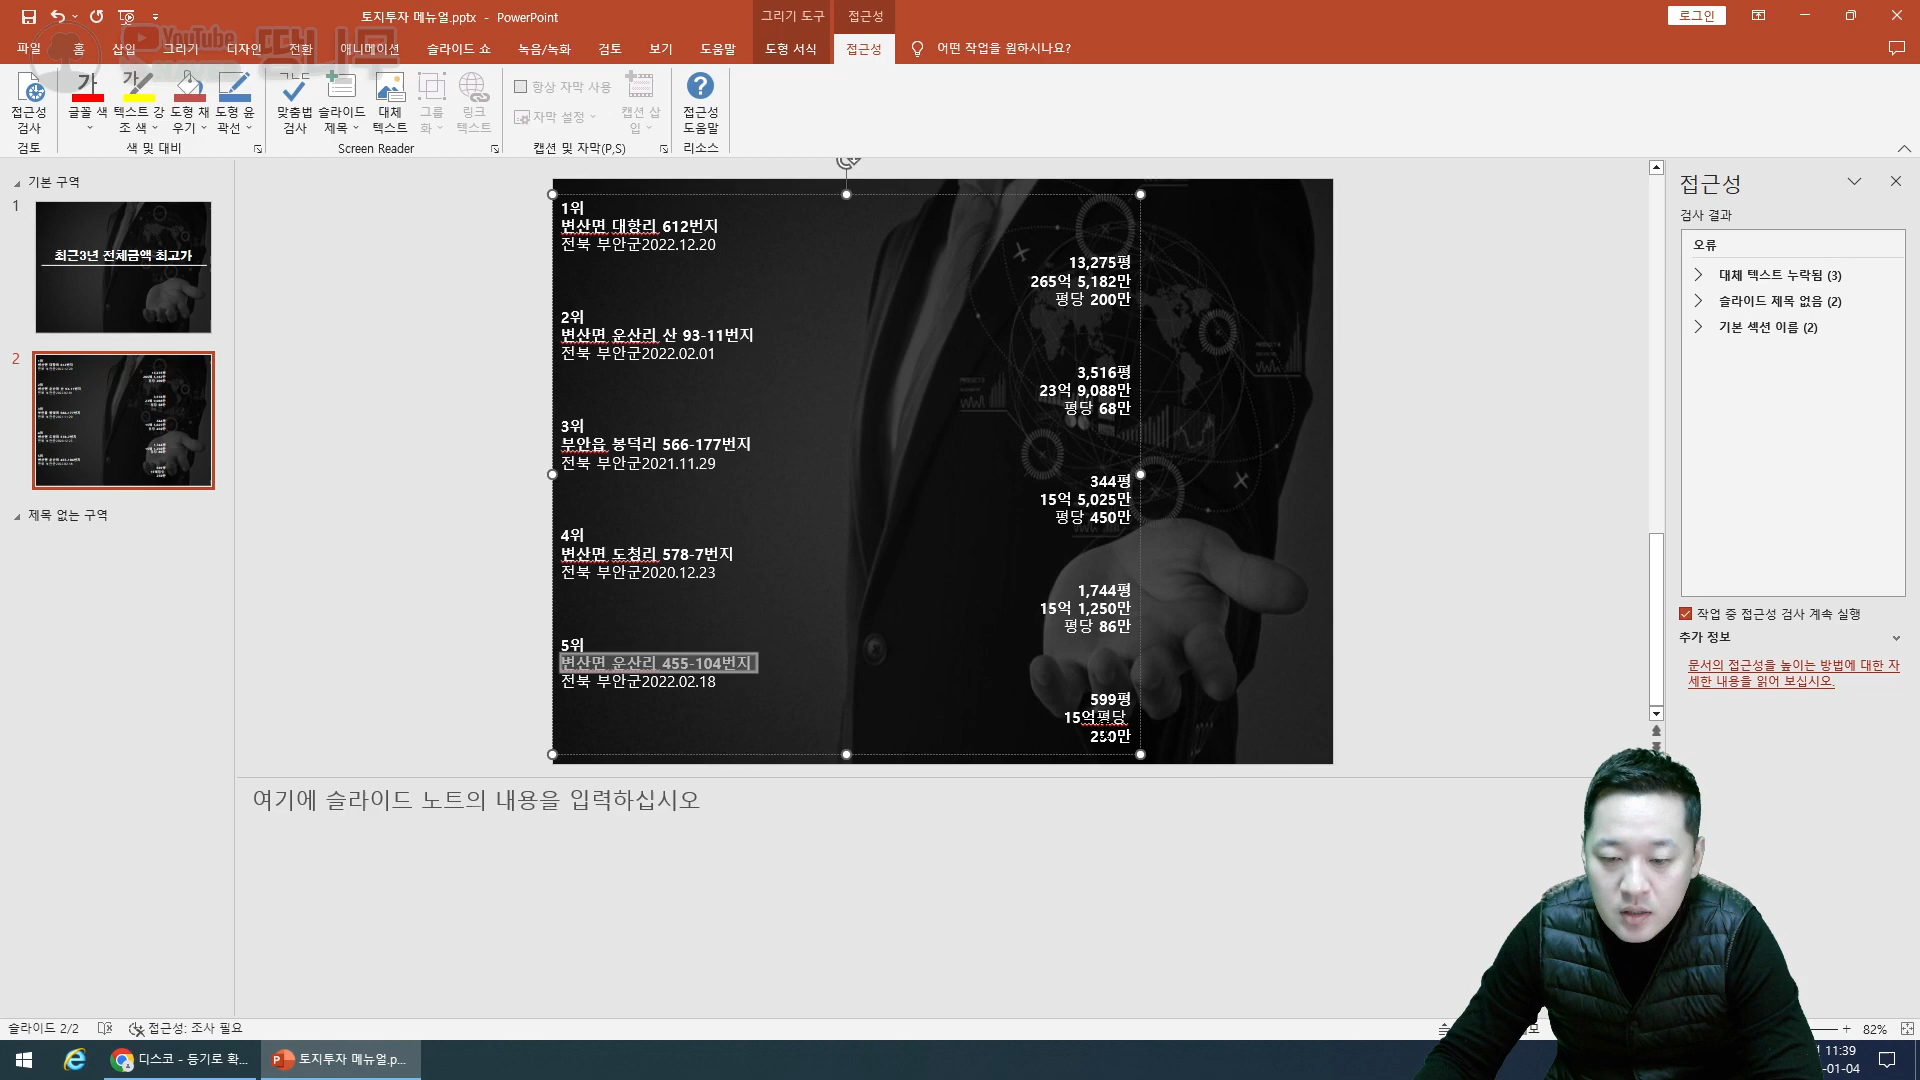 토지투자 메뉴얼.pptx - PowerPoint
그리기 도구
접근성
로그인
YouTube
땅나무
파일
홈
삽입
그리기
디자인
전환
애니메이션
슬라이드 쇼
녹음/녹화
검토
보기
도움말
도형 서식
접근성
어떤 작업을 원하시나요?
접근성 검사
글꼴 색
텍스트 강조 색
도형 채우기
도형 윤곽선
맞춤법 검사
슬라이드 제목
대체 텍스트
그룹화
링크 텍스트
항상 자막 사용
자막 설정
캡션 삽입
접근성 도움말
검토
색 및 대비
Screen Reader
캡션 및 자막(P,S)
리소스
기본 구역
1
최근3년 전체금액 최고가
2
제목 없는 구역
1위
변산면 대항리 612번지
전북 부안군2022.12.20
13,275평
265억 5,182만
평당 200만
2위
변산면 운산리 산 93-11번지
전북 부안군2022.02.01
3,516평
23억 9,088만
평당 68만
3위
부안읍 봉덕리 566-177번지
전북 부안군2021.11.29
344평
15억 5,025만
평당 450만
4위
변산면 도청리 578-7번지
전북 부안군2020.12.23
1,744평
15억 1,250만
평당 86만
5위
변산면 운산리 455-104번지
전북 부안군2022.02.18
599평
15억평당
250만
여기에 슬라이드 노트의 내용을 입력하십시오
접근성
검사 결과
오류
대체 텍스트 누락됨 (3)
슬라이드 제목 없음 (2)
기본 섹션 이름 (2)
작업 중 접근성 검사 계속 실행
추가 정보
문서의 접근성을 높이는 방법에 대한 자
세한 내용을 읽어 보십시오.
슬라이드 2/2
접근성: 조사 필요
82%
디스코 - 등기로 확...
토지투자 메뉴얼.p...
11:39
-01-04